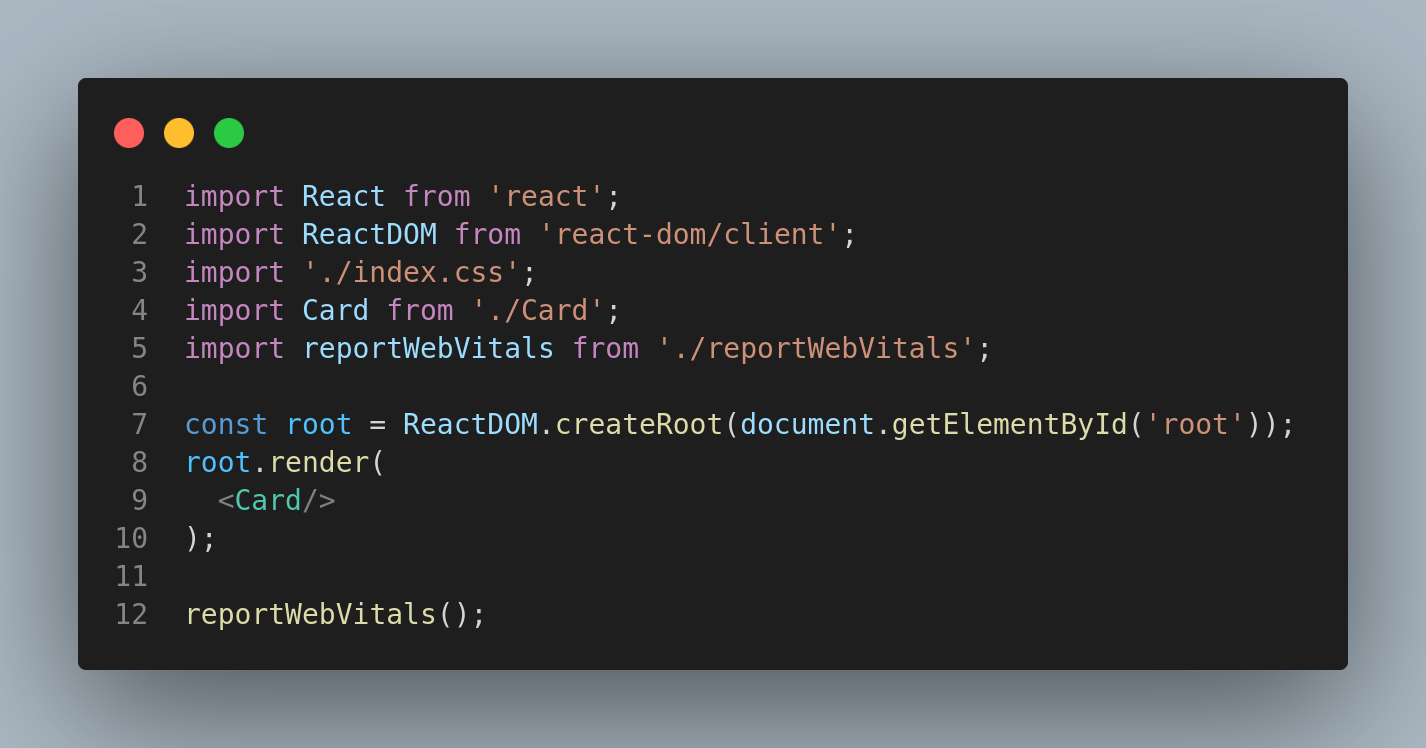 1 import React from 'react';
2 import ReactDOM from 'react-dom/client';
3 import './index.css';
4 import Card from './Card';
5 import reportWebVitals from './reportWebVitals';
6
7 const root = ReactDOM.createRoot(document.getElementById('root'));
8 root.render(
9   <Card/>
10 );
11
12 reportWebVitals();